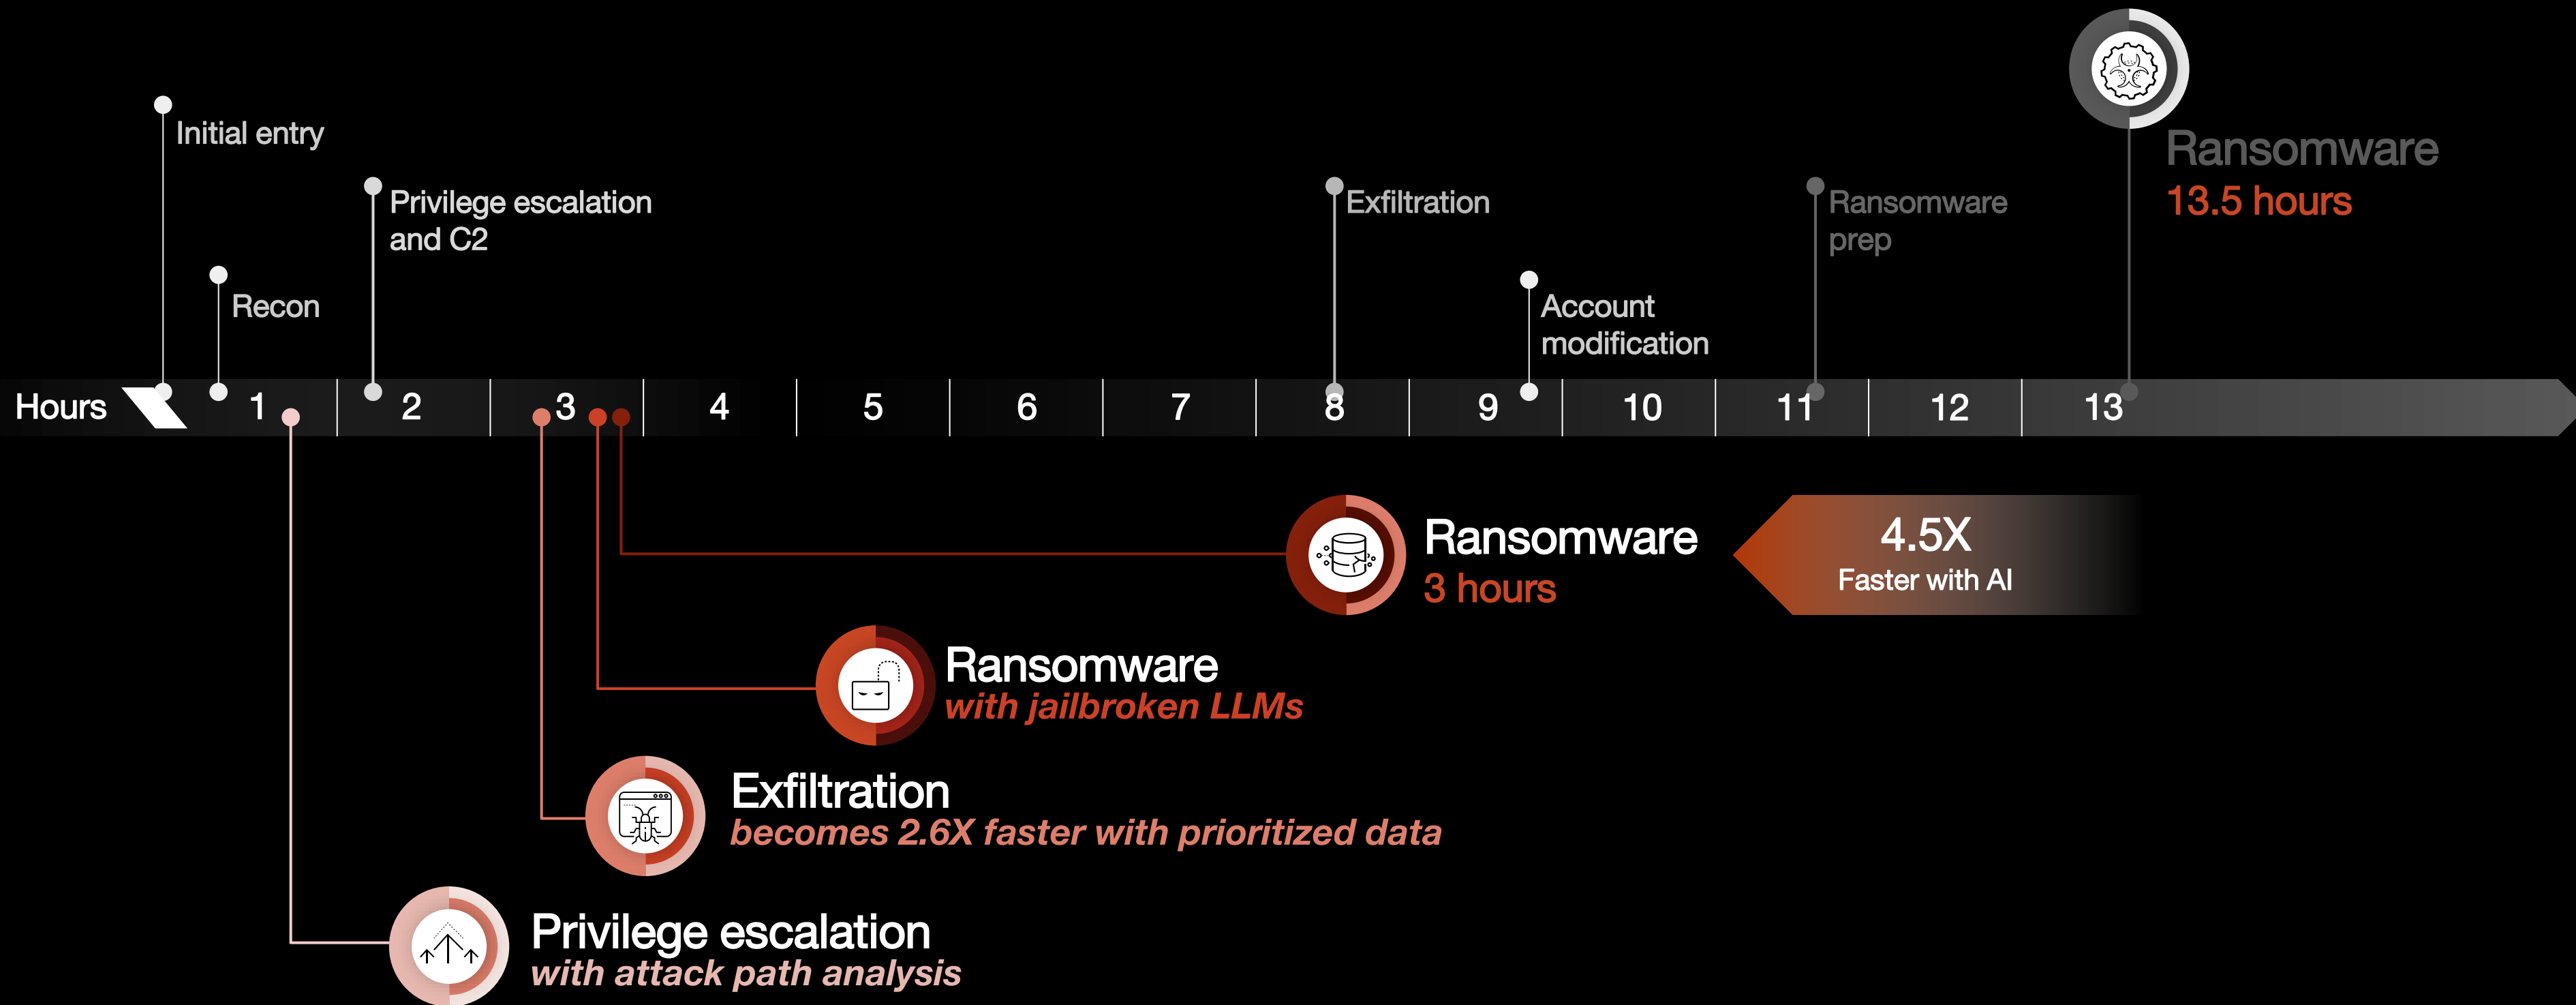 Initial entry
Recon
Privilege escalation
and C2
Exfiltration
Account
modification
Ransomware
prep
Ransomware
13.5 hours
Hours 1 2 3 4 5 6 7 8 9 10 11 12 13
Ransomware
3 hours
4.5X
Faster with AI
Ransomware
with jailbroken LLMs
Exfiltration
becomes 2.6X faster with prioritized data
Privilege escalation
with attack path analysis